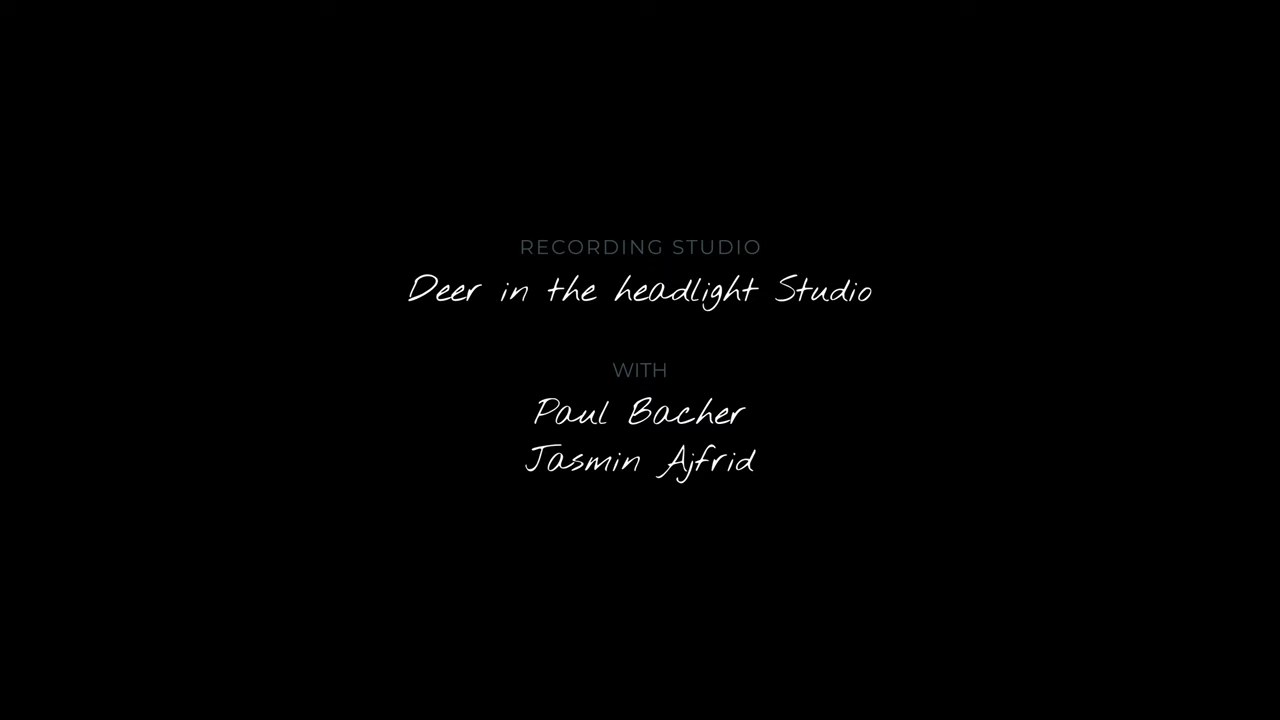 RECORDING STUDIO
Deer in the headlight Studio
WITH
Paul Bacher
Jasmin Ajfrid